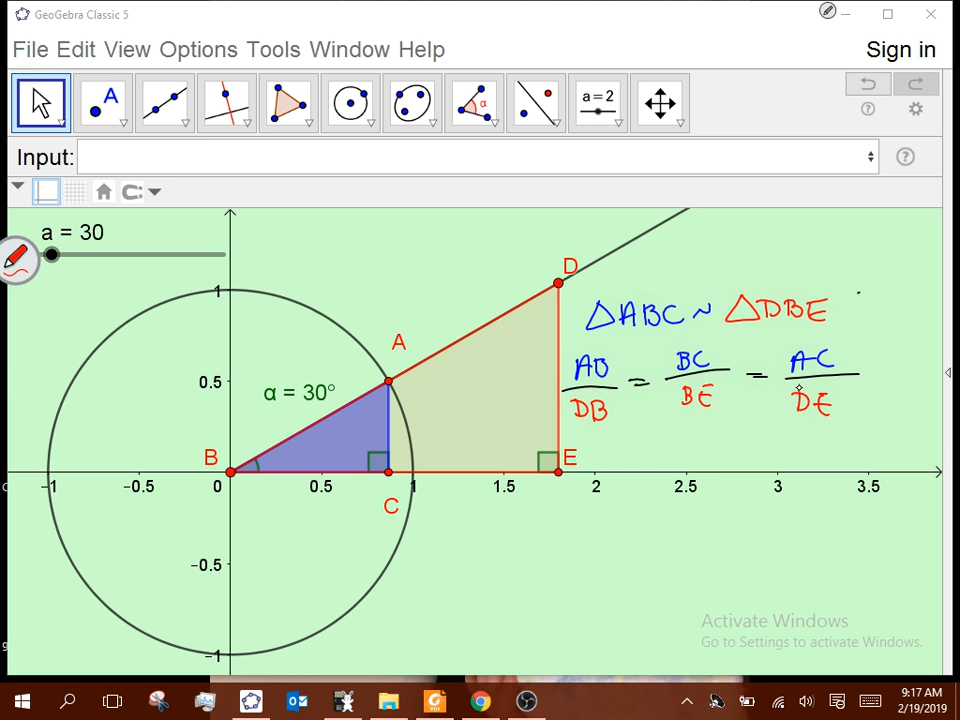 GeoGebra Classic 5
File Edit View Options Tools Window Help
Sign in
A
α
a=2
Input:
a = 30
D
△ABC ~ △DBE
1
A
AB/DB = BC/BE = AC/DE
0.5
α = 30°
B
E
−1
−0.5
0
0.5
1
1.5
2
2.5
3
3.5
C
−0.5
−1
Activate Windows
Go to Settings to activate Windows.
9:17 AM
2/19/2019